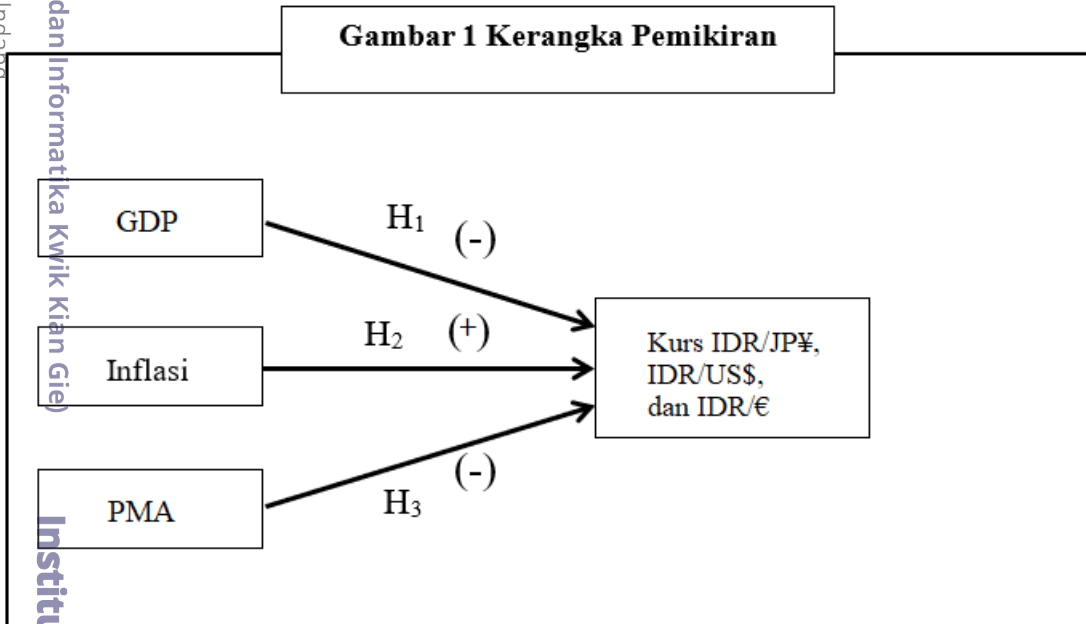 Gambar 1 Kerangka Pemikiran
dan Informatika Kwik Kian Gie)
GDP
H₁
(-)
H₂ (+)
Inflasi
Kurs IDR/JP¥,
IDR/US$,
dan IDR/€
(-)
H₃
PMA